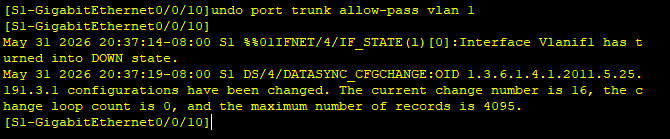 [S1-GigabitEthernet0/0/10]undo port trunk allow-pass vlan 1
[S1-GigabitEthernet0/0/10]
May 31 2026 20:37:14-08:00 S1 %%01IFNET/4/IF_STATE(l)[0]:Interface Vlanif1 has t
urned into DOWN state.
May 31 2026 20:37:19-08:00 S1 DS/4/DATASYNC_CFGCHANGE:OID 1.3.6.1.4.1.2011.5.25.
191.3.1 configurations have been changed. The current change number is 16, the c
hange loop count is 0, and the maximum number of records is 4095.
[S1-GigabitEthernet0/0/10]